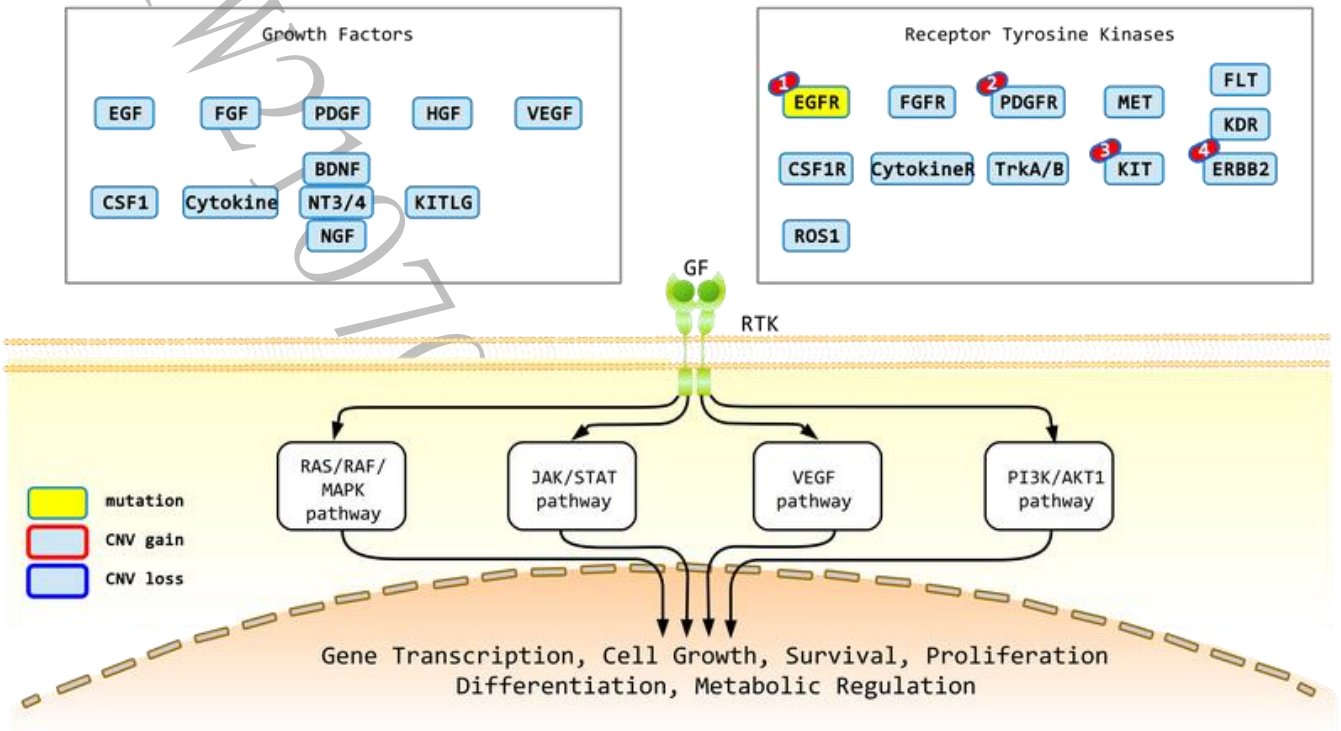 Growth Factors
EGF FGF PDGF HGF VEGF
BDNF
CSF1 Cytokine NT3/4 KITLG
NGF
Receptor Tyrosine Kinases
1 2
EGFR FGFR PDGFR MET FLT
KDR
3 4
CSF1R CytokineR TrkA/B KIT ERBB2
ROS1
GF
RTK
RAS/RAF/
MAPK
pathway
JAK/STAT
pathway
VEGF
pathway
PI3K/AKT1
pathway
mutation
CNV gain
CNV loss
Gene Transcription, Cell Growth, Survival, Proliferation
Differentiation, Metabolic Regulation